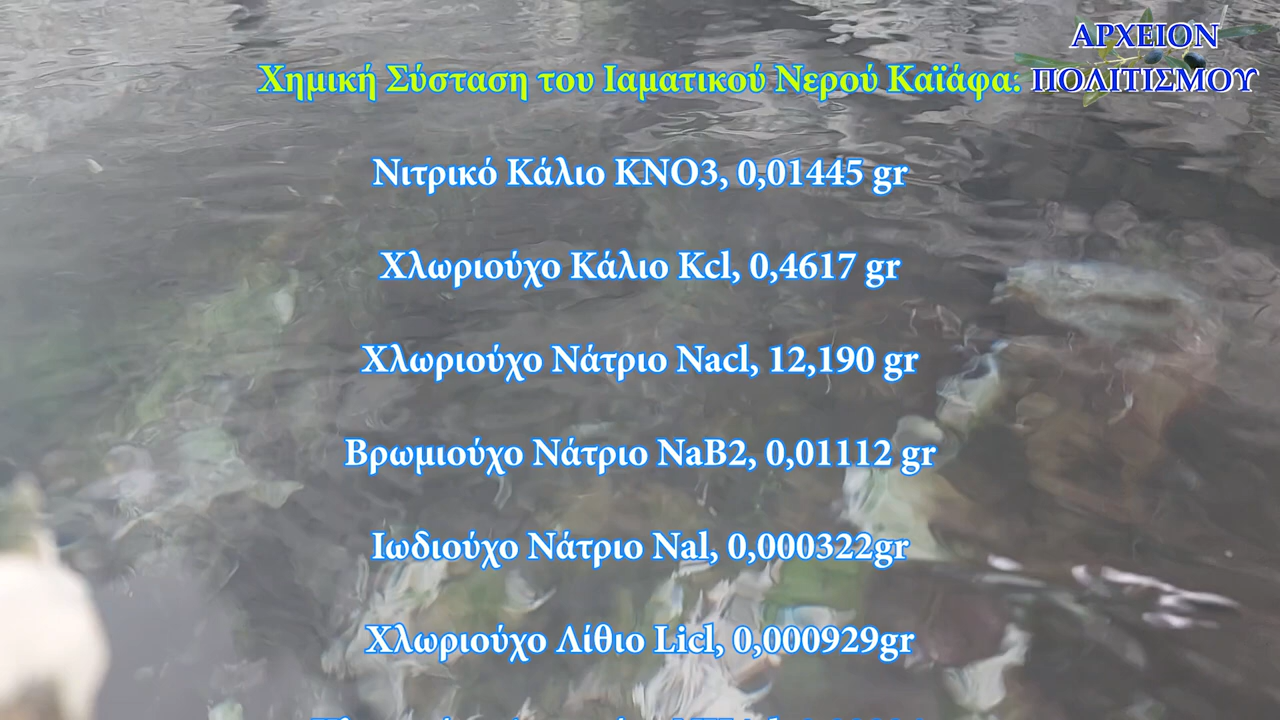 ΑΡΧΕΙΟΝ
ΠΟΛΙΤΙΣΜΟΥ
Χημική Σύσταση του Ιαματικού Νερού Καϊάφα:
Νιτρικό Κάλιο KNO3, 0,01445 gr
Χλωριούχο Κάλιο Kcl, 0,4617 gr
Χλωριούχο Νάτριο Nacl, 12,190 gr
Βρωμιούχο Νάτριο NaB2, 0,01112 gr
Ιωδιούχο Νάτριο Nal, 0,000322gr
Χλωριούχο Λίθιο Licl, 0,000929gr